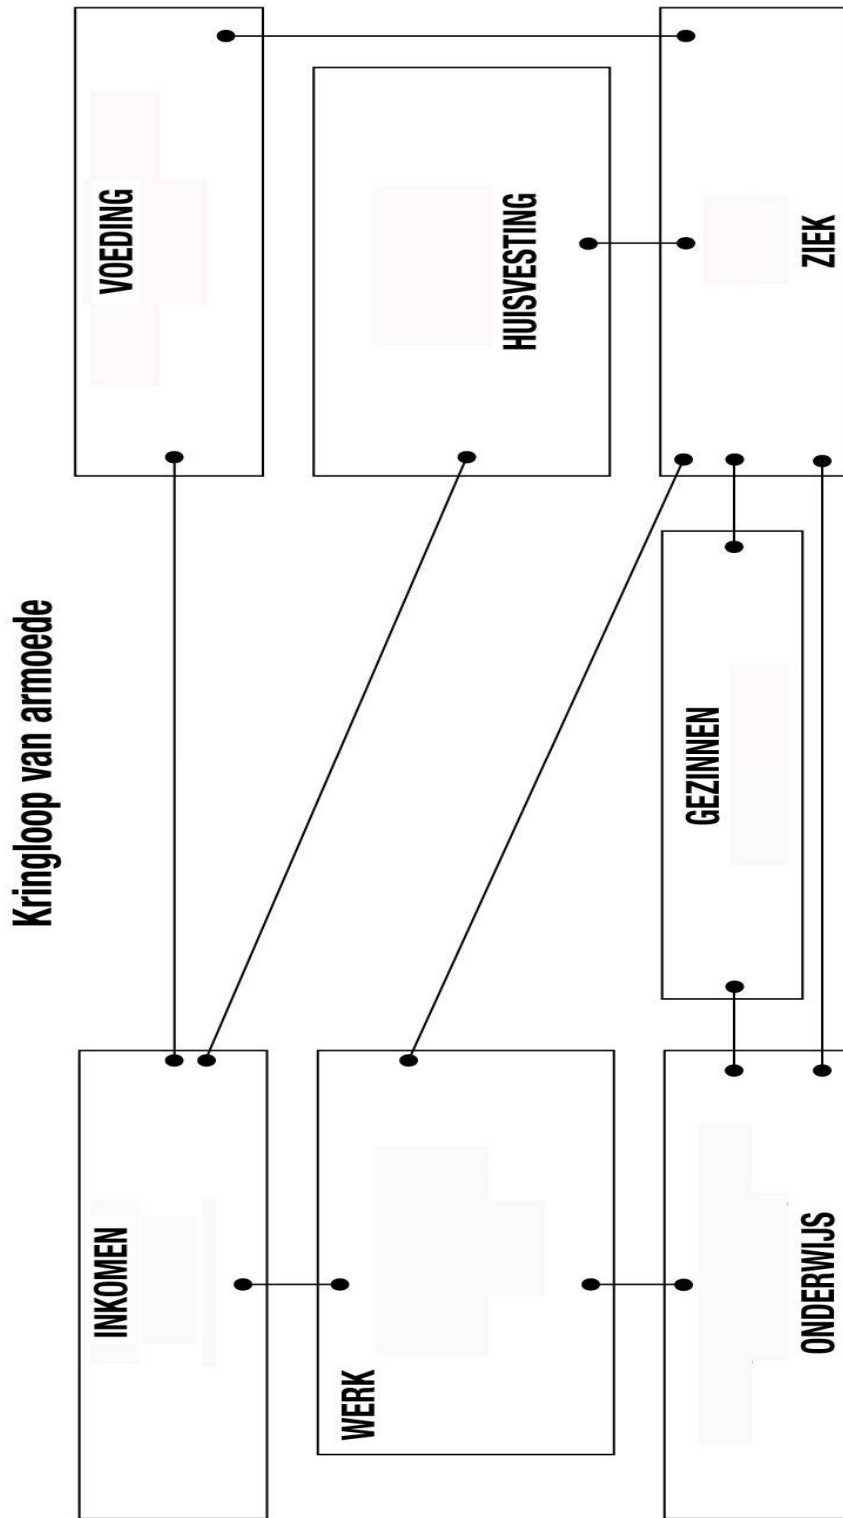 Kringloop van armoede
INKOMEN
VOEDING
WERK
HUISVESTING
GEZINNEN
ONDERWIJS
ZIEK